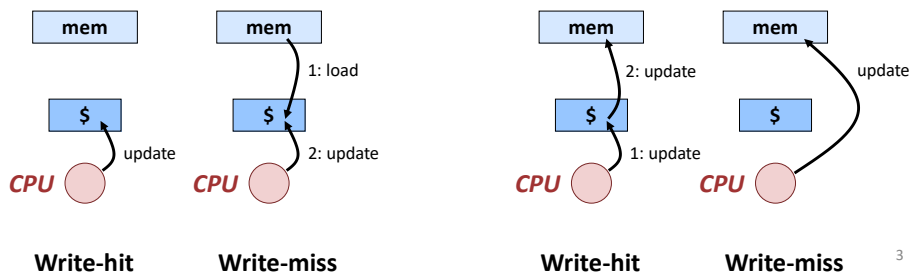 mem
mem
mem
mem
1: load
2: update
update
$
$
$
$
update
2: update
1: update
CPU
CPU
CPU
CPU
Write-hit
Write-miss
Write-hit
Write-miss
3